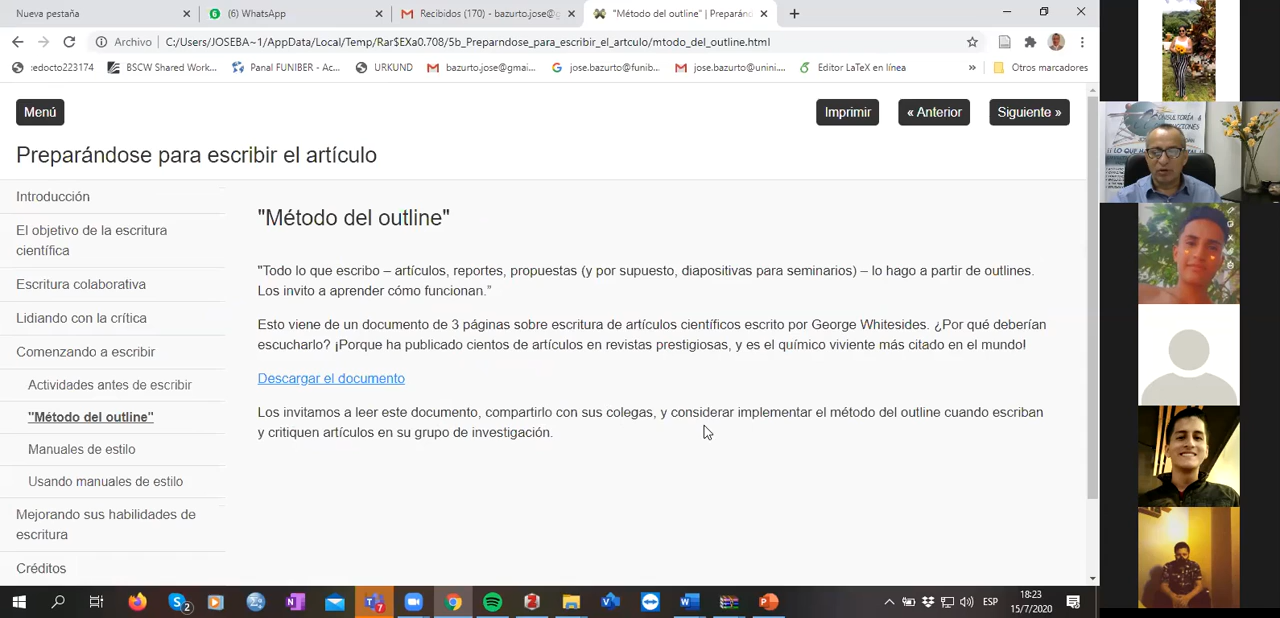 Nueva pestaña
(6) WhatsApp
Recibidos (170) - bazurto.jose@g
"Método del outline" | Preparánd
Archivo
C:/Users/JOSEBA~1/AppData/Local/Temp/Rar$EXa0.708/5b_Preparndose_para_escribir_el_artculo/mtodo_del_outline.html
:edocto223174
BSCW Shared Work...
Panal FUNIBER - Ac...
URKUND
bazurto.jose@gmai...
jose.bazurto@funib...
jose.bazurto@unini....
Editor LaTeX en línea
»
Otros marcadores
Menú
Imprimir
« Anterior
Siguiente »
Preparándose para escribir el artículo
Introducción
El objetivo de la escritura
científica
Escritura colaborativa
Lidiando con la crítica
Comenzando a escribir
Actividades antes de escribir
"Método del outline"
Manuales de estilo
Usando manuales de estilo
Mejorando sus habilidades de
escritura
Créditos
"Método del outline"
"Todo lo que escribo – artículos, reportes, propuestas (y por supuesto, diapositivas para seminarios) – lo hago a partir de outlines.
Los invito a aprender cómo funcionan.”
Esto viene de un documento de 3 páginas sobre escritura de artículos científicos escrito por George Whitesides. ¿Por qué deberían
escucharlo? ¡Porque ha publicado cientos de artículos en revistas prestigiosas, y es el químico viviente más citado en el mundo!
Descargar el documento
Los invitamos a leer este documento, compartirlo con sus colegas, y considerar implementar el método del outline cuando escriban
y critiquen artículos en su grupo de investigación.
CONSULTORÍA &
LO QUE HA
ESP
18:23
15/7/2020